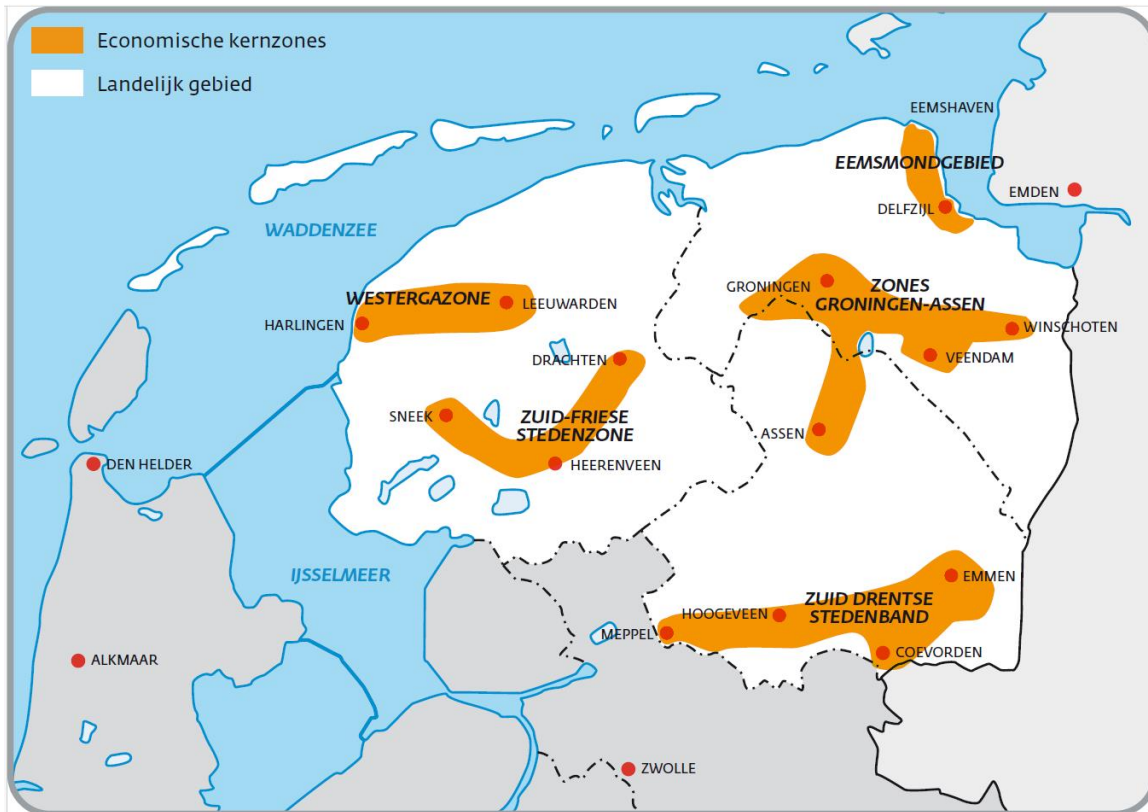 Economische kernzones
Landelijk gebied
EEMSHAVEN
EEMSMONDGEBIED
EMDEN
DELFZIJL
WADDENZEE
GRONINGEN
ZONES
GRONINGEN-ASSEN
WESTERGAZONE
LEEUWARDEN
HARLINGEN
WINSCHOTEN
VEENDAM
DRACHTEN
SNEEK
ZUID-FRIESE
STEDENZONE
ASSEN
HEERENVEEN
DEN HELDER
IJSSELMEER
EMMEN
ZUID DRENTSE
STEDENBAND
HOOGEVEEN
MEPPEL
COEVORDEN
ALKMAAR
ZWOLLE